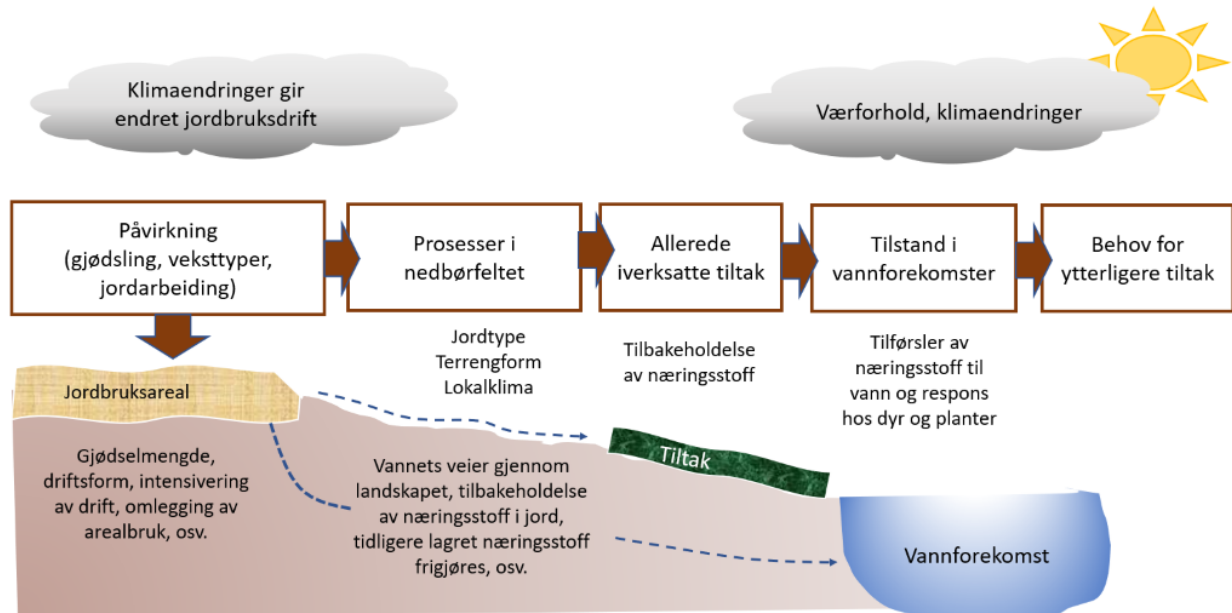 Klimaendringer gir
endret jordbruksdrift
Værforhold, klimaendringer
Påvirkning
(gjødsling, veksttyper,
jordarbeiding)
Prosesser i
nedbørfeltet
Allerede
iverksatte tiltak
Tilstand i
vannforekomster
Behov for
ytterligere tiltak
Jordtype
Terrengform
Lokalklima
Tilbakeholdelse
av næringsstoff
Tilførsler av
næringsstoff til
vann og respons
hos dyr og planter
Jordbruksareal
Tiltak
Gjødselmengde,
driftsform, intensivering
av drift, omlegging av
arealbruk, osv.
Vannets veier gjennom
landskapet, tilbakeholdelse
av næringsstoff i jord,
tidligere lagret næringsstoff
frigjøres, osv.
Vannforekomst